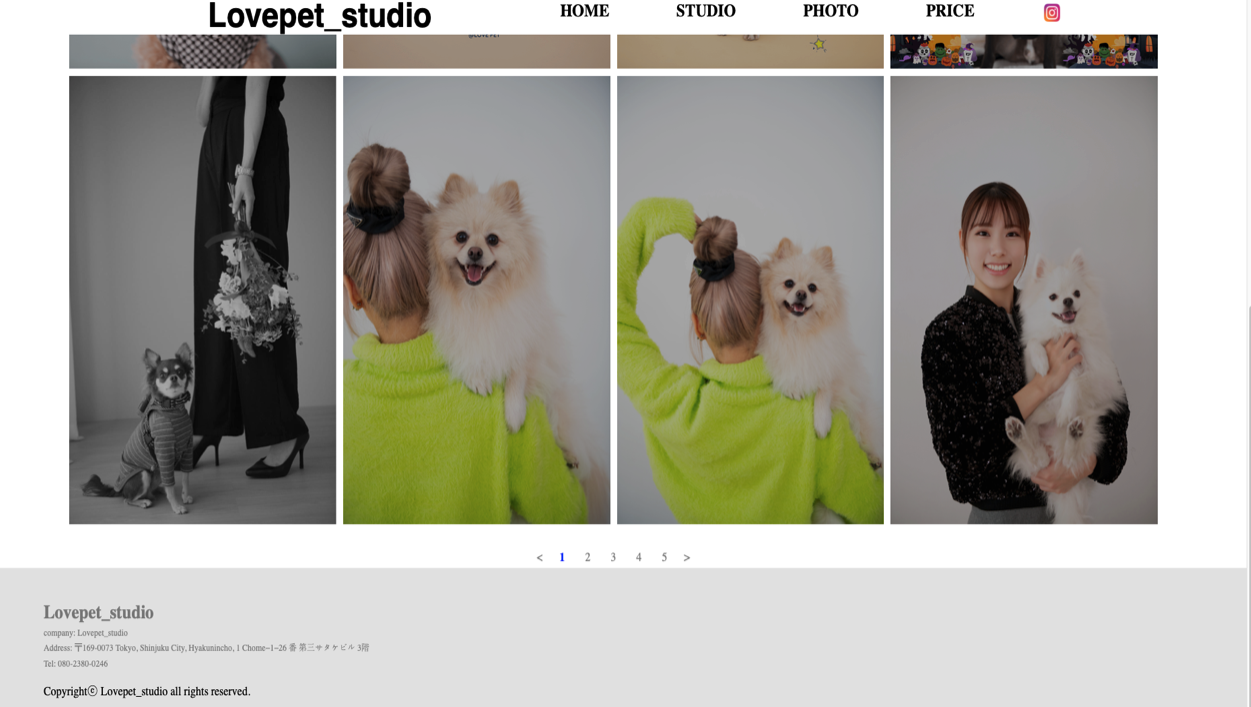 Lovepet_studio
HOME STUDIO PHOTO PRICE
@LOVEPET
< 1 2 3 4 5 >
Lovepet_studio
company: Lovepet_studio
Address: 〒169-0073 Tokyo, Shinjuku City, Hyakunincho, 1 Chome−1−26 番 第三サタケビル 3階
Tel: 080-2380-0246
Copyrightⓒ Lovepet_studio all rights reserved.